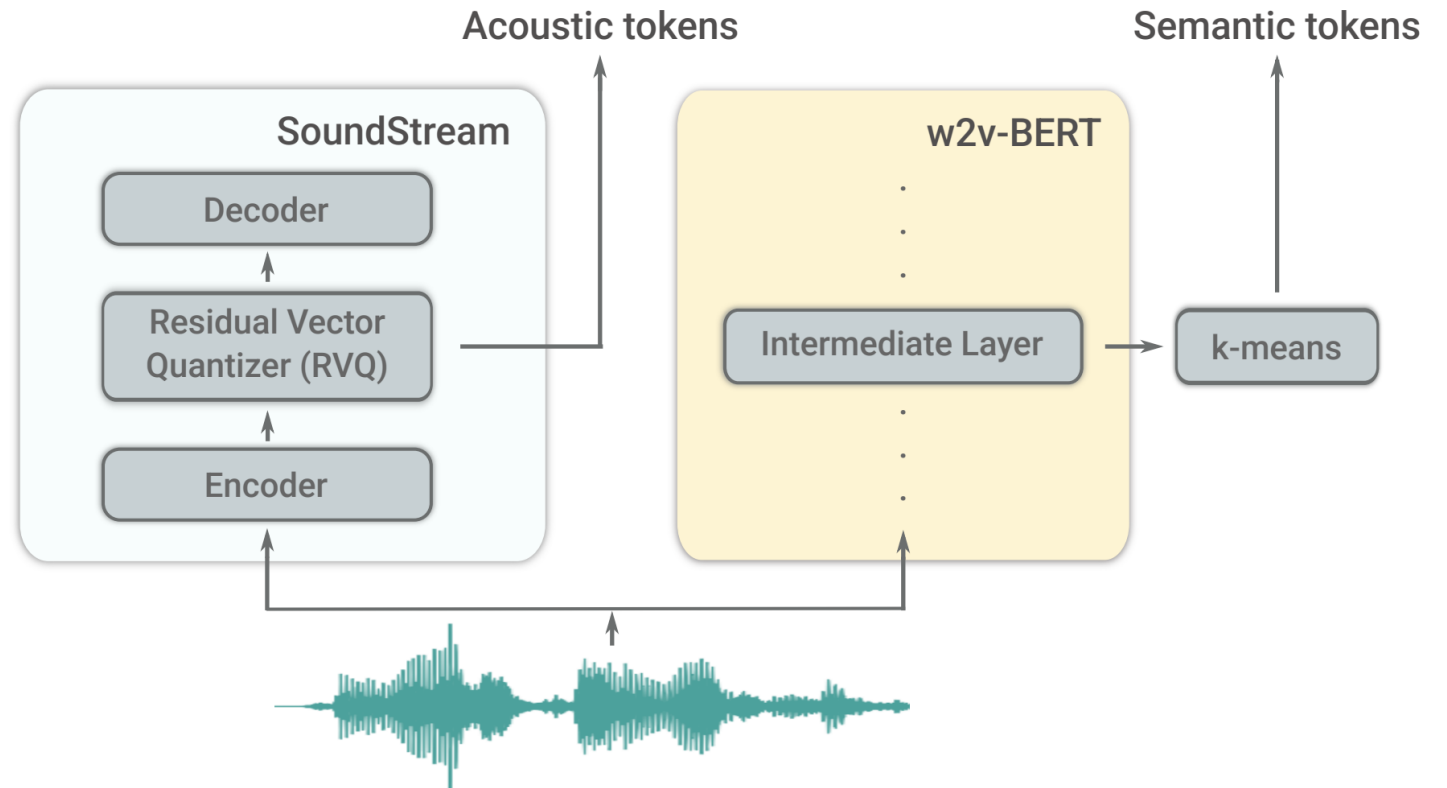 Acoustic tokens
Semantic tokens
SoundStream
Decoder
Residual Vector
Quantizer (RVQ)
Encoder
w2v-BERT
Intermediate Layer
k-means